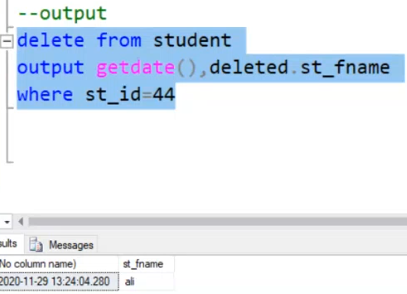 --output
delete from student
output getdate(),deleted.st_fname
where st_id=44
Messages
No column name) st_fname
2020-11-29 13:24:04.280 ali